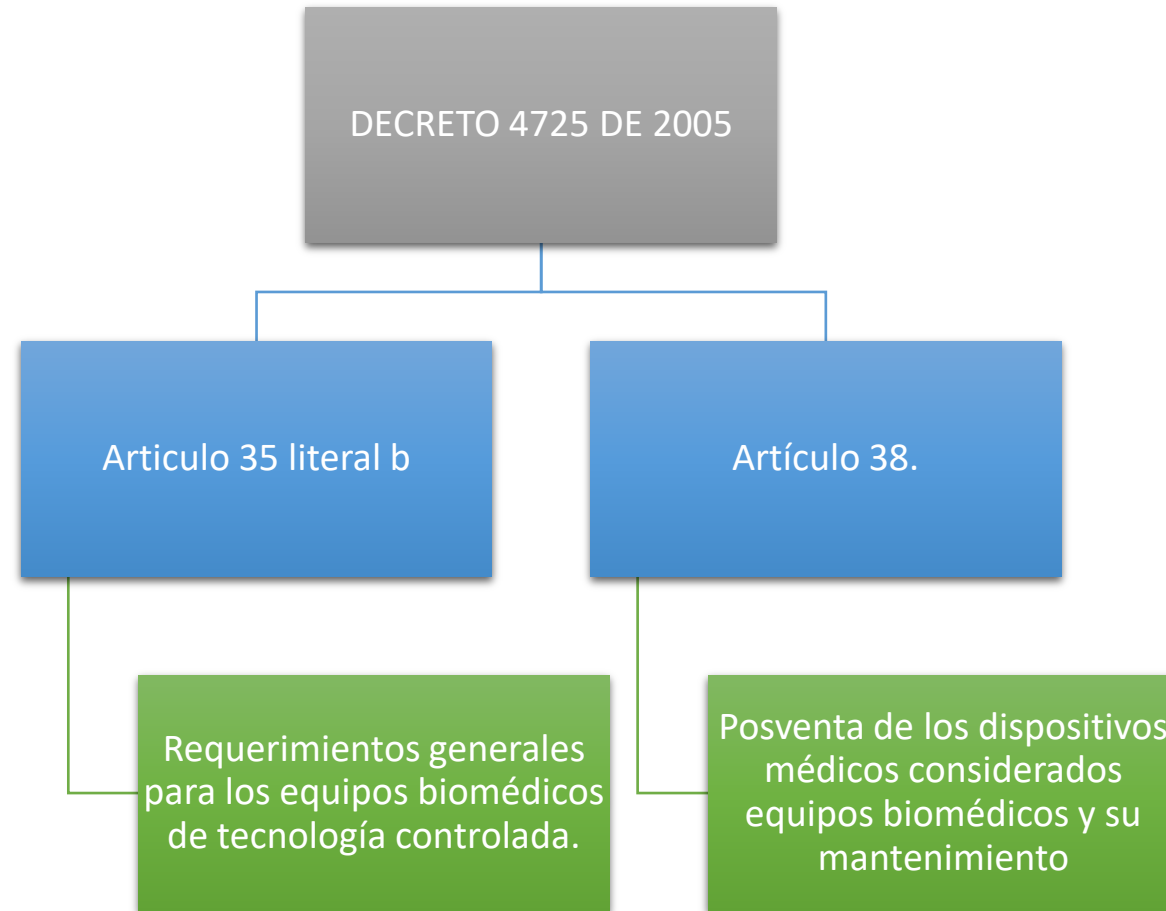 DECRETO 4725 DE 2005
Articulo 35 literal b
Artículo 38.
Requerimientos generales
para los equipos biomédicos
de tecnología controlada.
Posventa de los dispositivos
médicos considerados
equipos biomédicos y su
mantenimiento